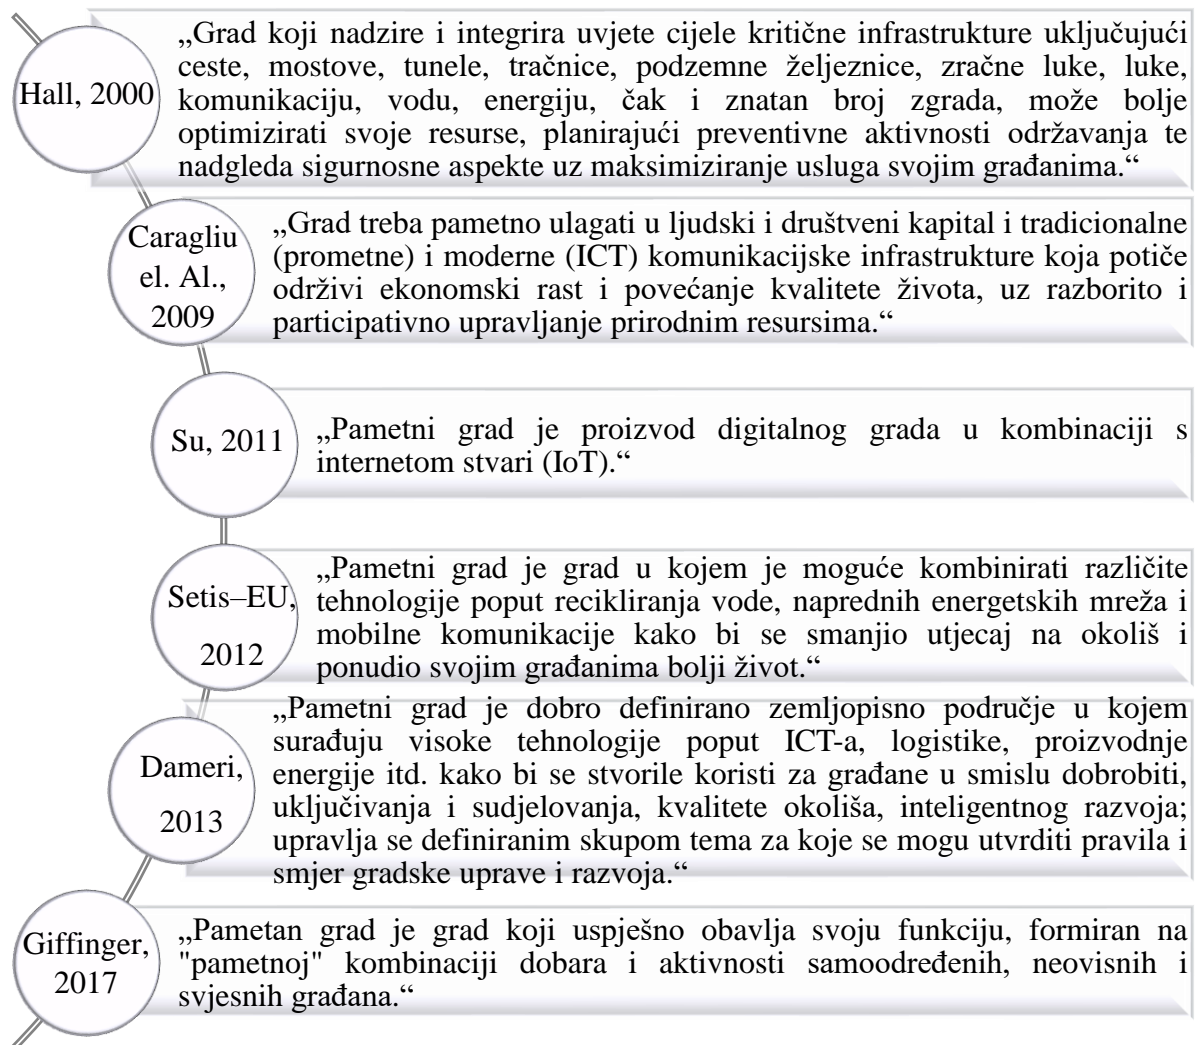 Hall, 2000
„Grad koji nadzire i integrira uvjete cijele kritične infrastrukture uključujući
ceste, mostove, tunele, tračnice, podzemne željeznice, zračne luke, luke,
komunikaciju, vodu, energiju, čak i znatan broj zgrada, može bolje
optimizirati svoje resurse, planirajući preventivne aktivnosti održavanja te
nadgleda sigurnosne aspekte uz maksimiziranje usluga svojim građanima.“
Caragliu
el. Al.,
2009
„Grad treba pametno ulagati u ljudski i društveni kapital i tradicionalne
(prometne) i moderne (ICT) komunikacijske infrastrukture koja potiče
održivi ekonomski rast i povećanje kvalitete života, uz razborito i
participativno upravljanje prirodnim resursima.“
Su, 2011
„Pametni grad je proizvod digitalnog grada u kombinaciji s
internetom stvari (IoT).“
Setis–EU,
2012
„Pametni grad je grad u kojem je moguće kombinirati različite
tehnologije poput recikliranja vode, naprednih energetskih mreža i
mobilne komunikacije kako bi se smanjio utjecaj na okoliš i
ponudio svojim građanima bolji život.“
Dameri,
2013
„Pametni grad je dobro definirano zemljopisno područje u kojem
surađuju visoke tehnologije poput ICT-a, logistike, proizvodnje
energije itd. kako bi se stvorile koristi za građane u smislu dobrobiti,
uključivanja i sudjelovanja, kvalitete okoliša, inteligentnog razvoja;
upravlja se definiranim skupom tema za koje se mogu utvrditi pravila i
smjer gradske uprave i razvoja.“
Giffinger,
2017
„Pametan grad je grad koji uspješno obavlja svoju funkciju, formiran na
"pametnoj" kombinaciji dobara i aktivnosti samoodređenih, neovisnih i
svjesnih građana.“